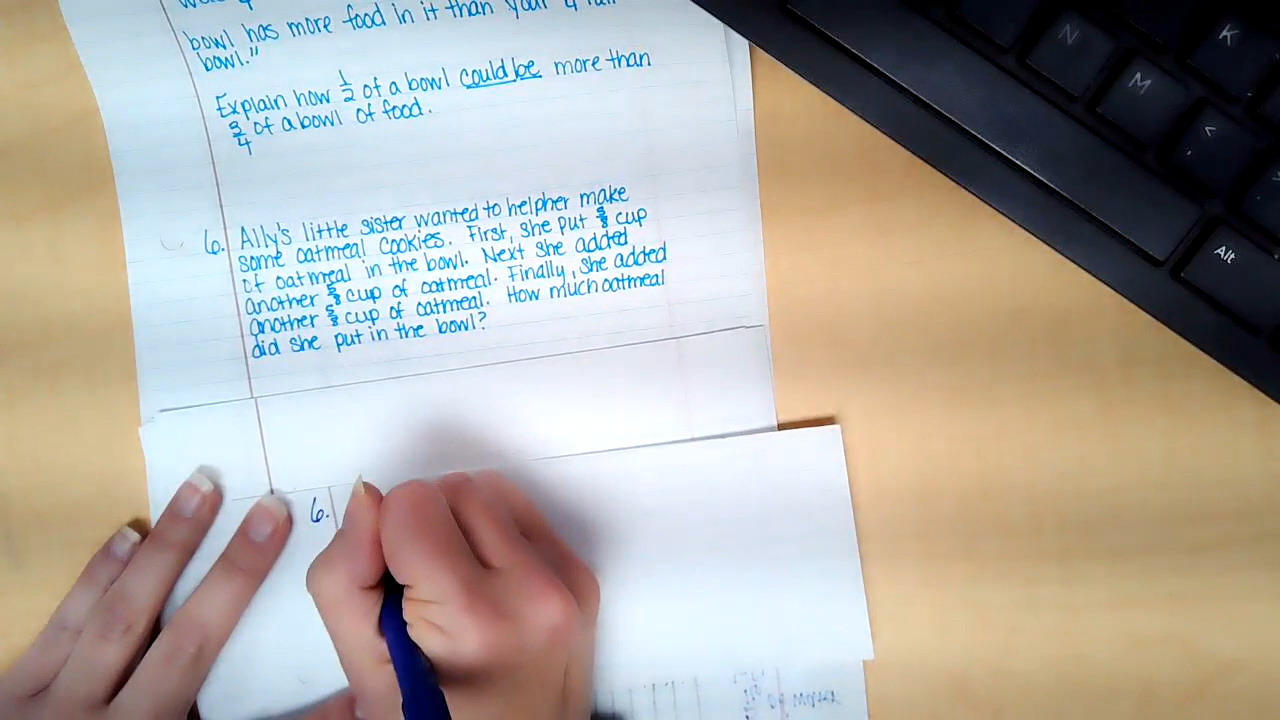 bowl has more food in it than your
bowl."
Explain how 1/2 of a bowl could be more than
3/4 of a bowl of food.
6. Ally's little sister wanted to help her make
some oatmeal cookies. First, she put 5/8 cup
of oatmeal in the bowl. Next she added
another 5/8 cup of oatmeal. Finally, she added
another 5/8 cup of oatmeal. How much oatmeal
did she put in the bowl?
6.
N
K
M
<
,
Alt